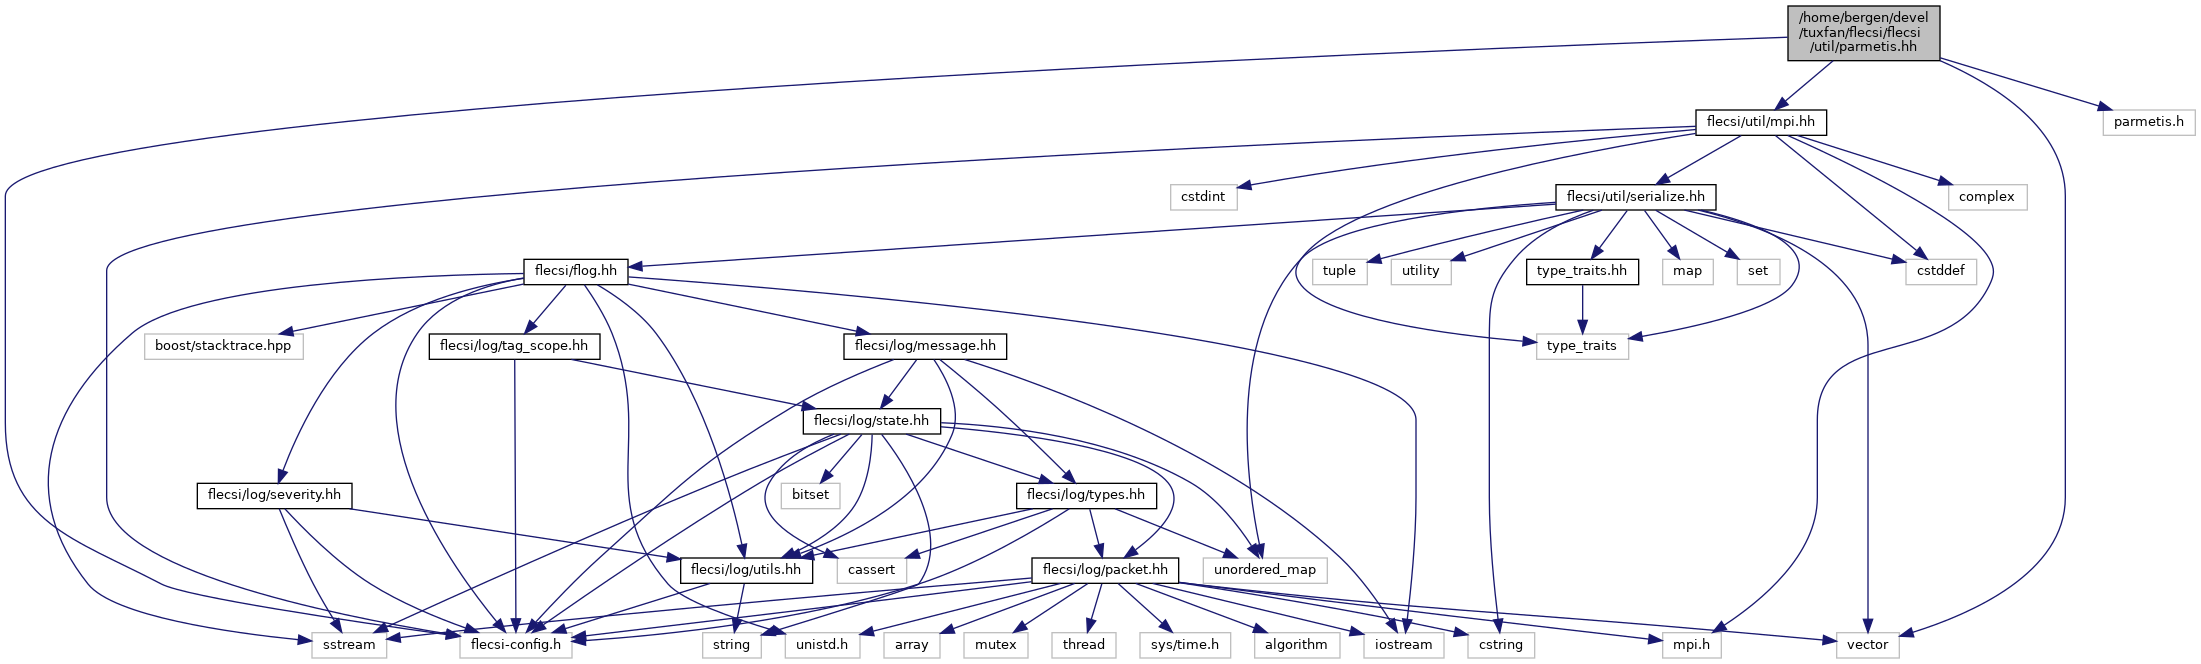 /home/bergen/devel
/tuxfan/flecsi/flecsi
/util/parmetis.hh
flecsi/util/mpi.hh
parmetis.h
cstdint
flecsi/util/serialize.hh
complex
flecsi/flog.hh
tuple
utility
type_traits.hh
map
set
cstddef
boost/stacktrace.hpp
flecsi/log/tag_scope.hh
flecsi/log/message.hh
type_traits
flecsi/log/state.hh
flecsi/log/severity.hh
bitset
flecsi/log/types.hh
flecsi/log/utils.hh
cassert
flecsi/log/packet.hh
unordered_map
sstream
flecsi-config.h
string
unistd.h
array
mutex
thread
sys/time.h
algorithm
iostream
cstring
mpi.h
vector